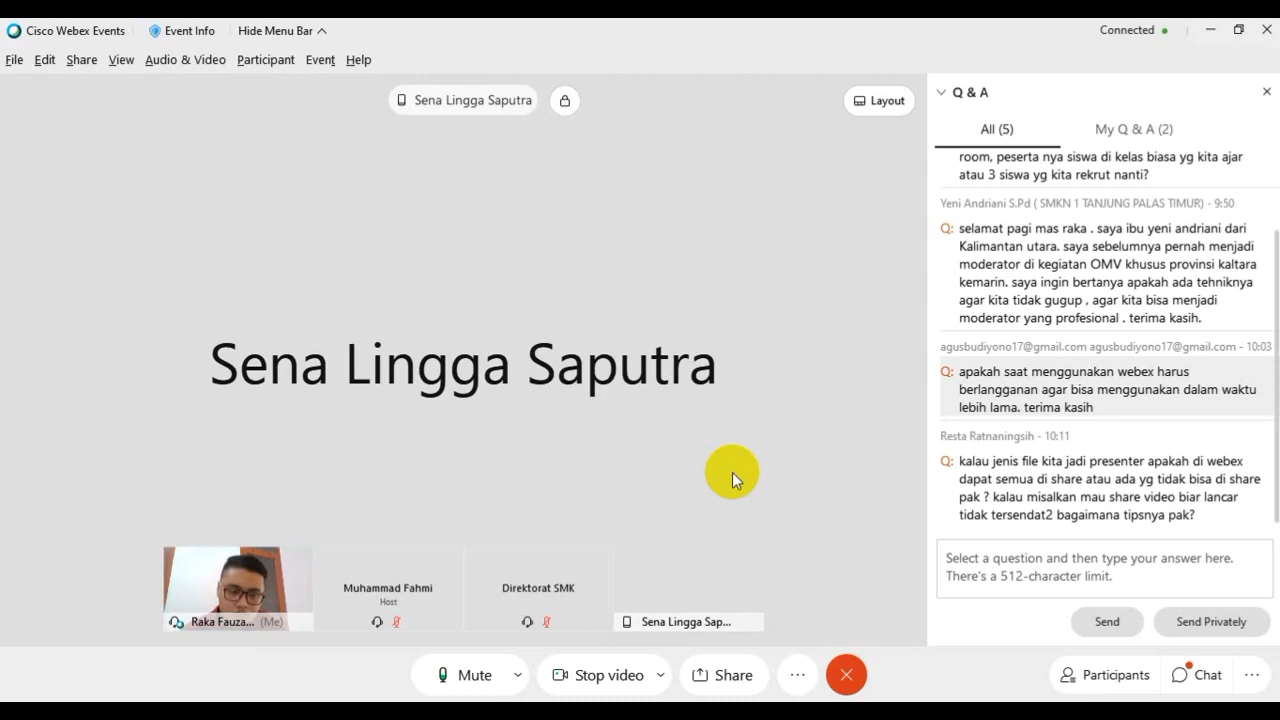 Cisco Webex Events
Event Info
Hide Menu Bar
Connected
File Edit Share View Audio & Video Participant Event Help
Sena Lingga Saputra
Layout
Sena Lingga Saputra
Raka Fauza... (Me)
Muhammad Fahmi
Host
Direktorat SMK
Sena Lingga Sap...
Q & A
All (5)
My Q & A (2)
room, peserta nya siswa di kelas biasa yg kita ajar
atau 3 siswa yg kita rekrut nanti?
Yeni Andriani S.Pd ( SMKN 1 TANJUNG PALAS TIMUR) - 9:50
Q: selamat pagi mas raka . saya ibu yeni andriani dari
Kalimantan utara. saya sebelumnya pernah menjadi
moderator di kegiatan OMV khusus provinsi kaltara
kemarin. saya ingin bertanya apakah ada tehniknya
agar kita tidak gugup , agar kita bisa menjadi
moderator yang profesional . terima kasih.
agusbudiyono17@gmail.com agusbudiyono17@gmail.com - 10:03
Q: apakah saat menggunakan webex harus
berlangganan agar bisa menggunakan dalam waktu
lebih lama. terima kasih
Resta Ratnaningsih - 10:11
Q: kalau jenis file kita jadi presenter apakah di webex
dapat semua di share atau ada yg tidak bisa di share
pak ? kalau misalkan mau share video biar lancar
tidak tersendat2 bagaimana tipsnya pak?
Select a question and then type your answer here.
There's a 512-character limit.
Send
Send Privately
Mute
Stop video
Share
Participants
Chat